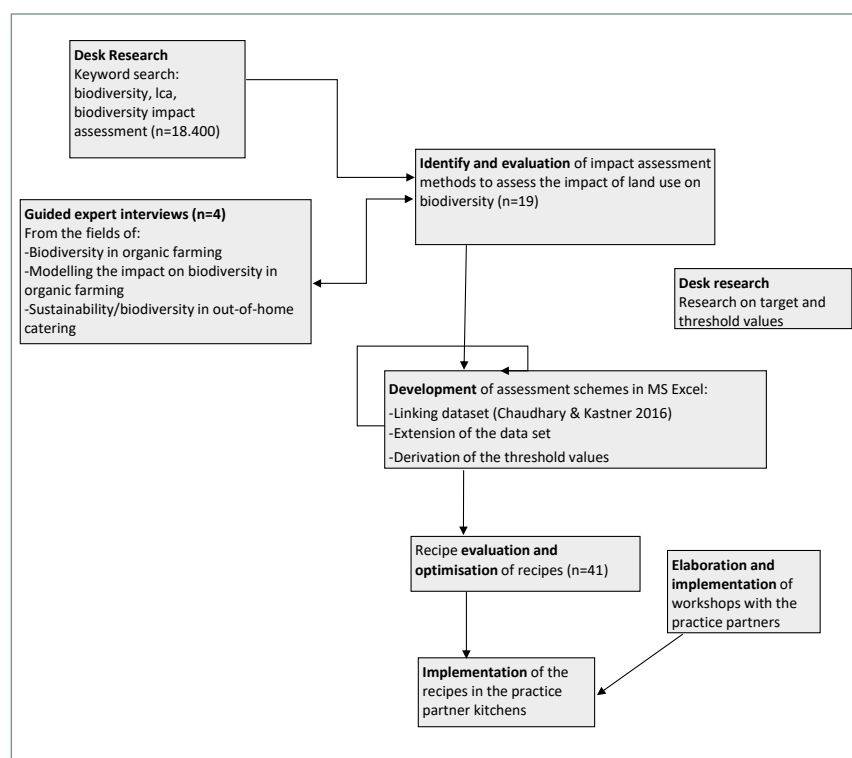 Desk Research
Keyword search:
biodiversity, lca,
biodiversity impact
assessment (n=18.400)
Identify and evaluation of impact assessment
methods to assess the impact of land use on
biodiversity (n=19)
Guided expert interviews (n=4)
From the fields of:
-Biodiversity in organic farming
-Modelling the impact on biodiversity in
organic farming
-Sustainability/biodiversity in out-of-home
catering
Desk research
Research on target and
threshold values
Development of assessment schemes in MS Excel:
-Linking dataset (Chaudhary & Kastner 2016)
-Extension of the data set
-Derivation of the threshold values
Recipe evaluation and
optimisation of recipes (n=41)
Elaboration and
implementation of
workshops with the
practice partners
Implementation of the
recipes in the practice
partner kitchens